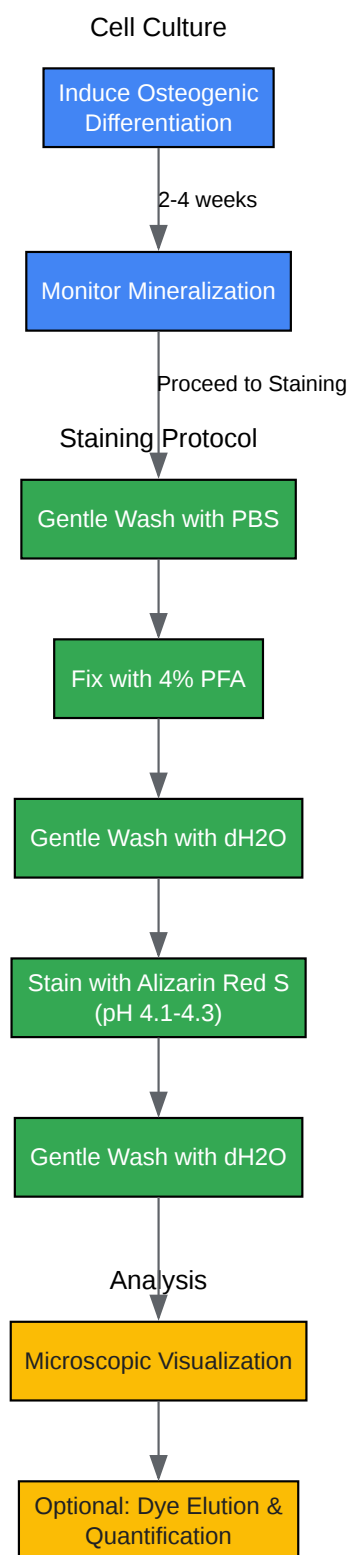 Cell Culture
Induce Osteogenic
Differentiation
2-4 weeks
Monitor Mineralization
Proceed to Staining
Staining Protocol
Gentle Wash with PBS
Fix with 4% PFA
Gentle Wash with dH2O
Stain with Alizarin Red S
(pH 4.1-4.3)
Gentle Wash with dH2O
Analysis
Microscopic Visualization
Optional: Dye Elution &
Quantification